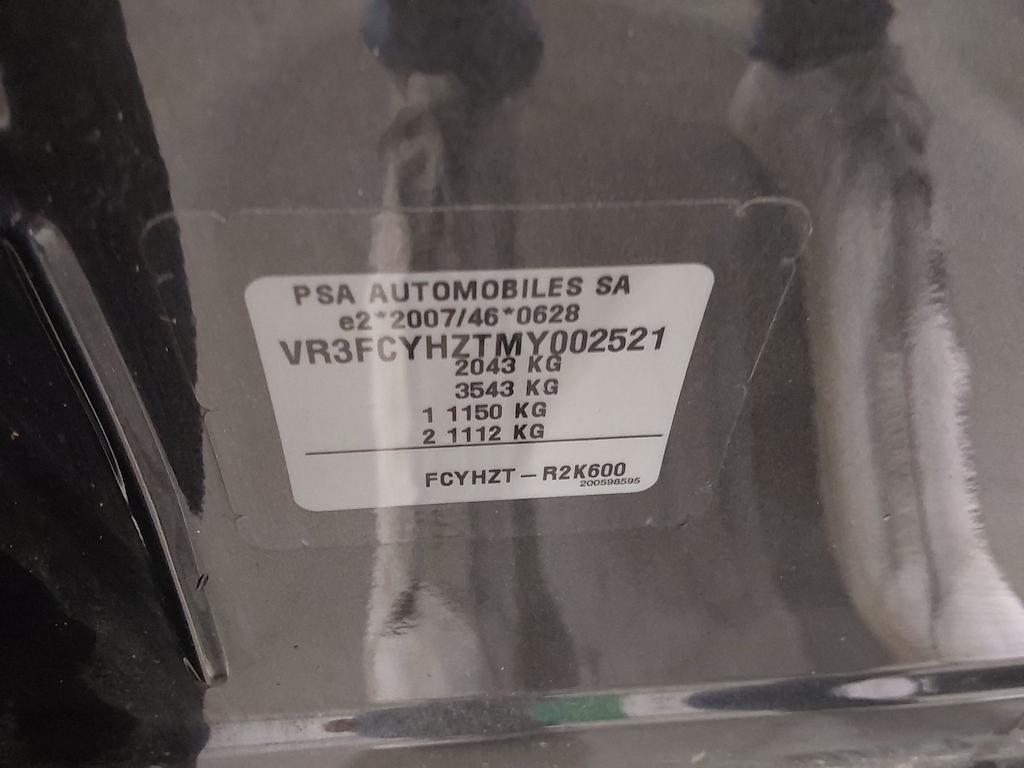 PSA AUTOMOBILES SA
e2*2007/46*0628
VR3FCYHZTMY002521
2043 KG
3543 KG
1 1150 KG
2 1112 KG
FCYHZT – R2K600
200598595